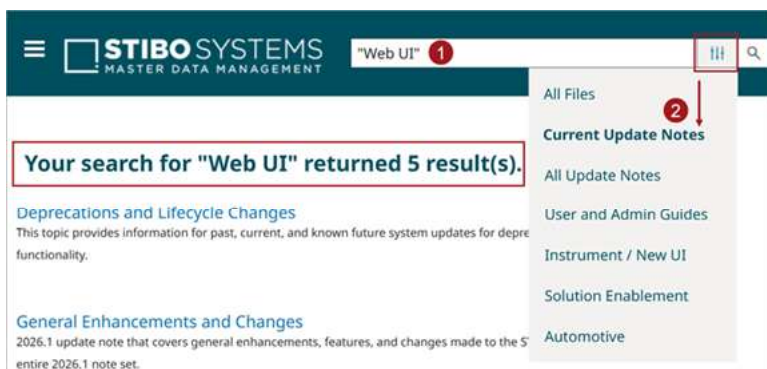 STIBO SYSTEMS
MASTER DATA MANAGEMENT
"Web UI" 1
All Files
2
Current Update Notes
Your search for "Web UI" returned 5 result(s).
All Update Notes
Deprecations and Lifecycle Changes
This topic provides information for past, current, and known future system updates for depre
functionality.
User and Admin Guides
Instrument / New UI
Solution Enablement
General Enhancements and Changes
2026.1 update note that covers general enhancements, features, and changes made to the
entire 2026.1 note set.
Automotive